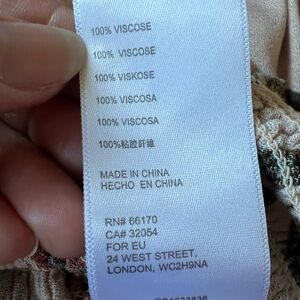 100% VISCOSE
100% VISCOSE
100% VISKOSE
100% VISCOSA
100% VISCOSA
100%粘胶纤维
MADE IN CHINA
HECHO EN CHINA
RN# 66170
CA# 32054
FOR EU
24 WEST STREET,
LONDON, WC2H9NA